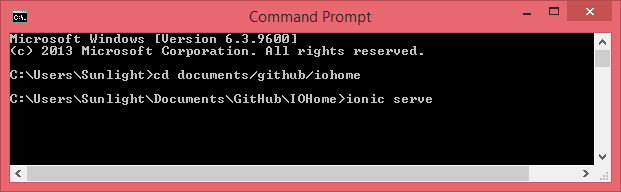 Command Prompt
Microsoft Windows [Version 6.3.9600]
(c) 2013 Microsoft Corporation. All rights reserved.
C:\Users\Sunlight>cd documents/github/iohome
C:\Users\Sunlight\Documents\GitHub\IOHome>ionic serve